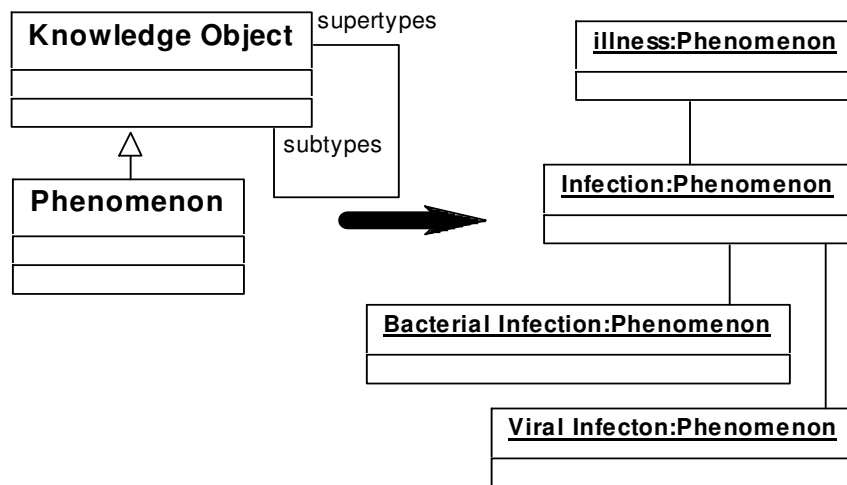 Knowledge Object
supertypes
subtypes
Phenomenon
illness:Phenomenon
Infection:Phenomenon
Bacterial Infection:Phenomenon
Viral Infecton:Phenomenon